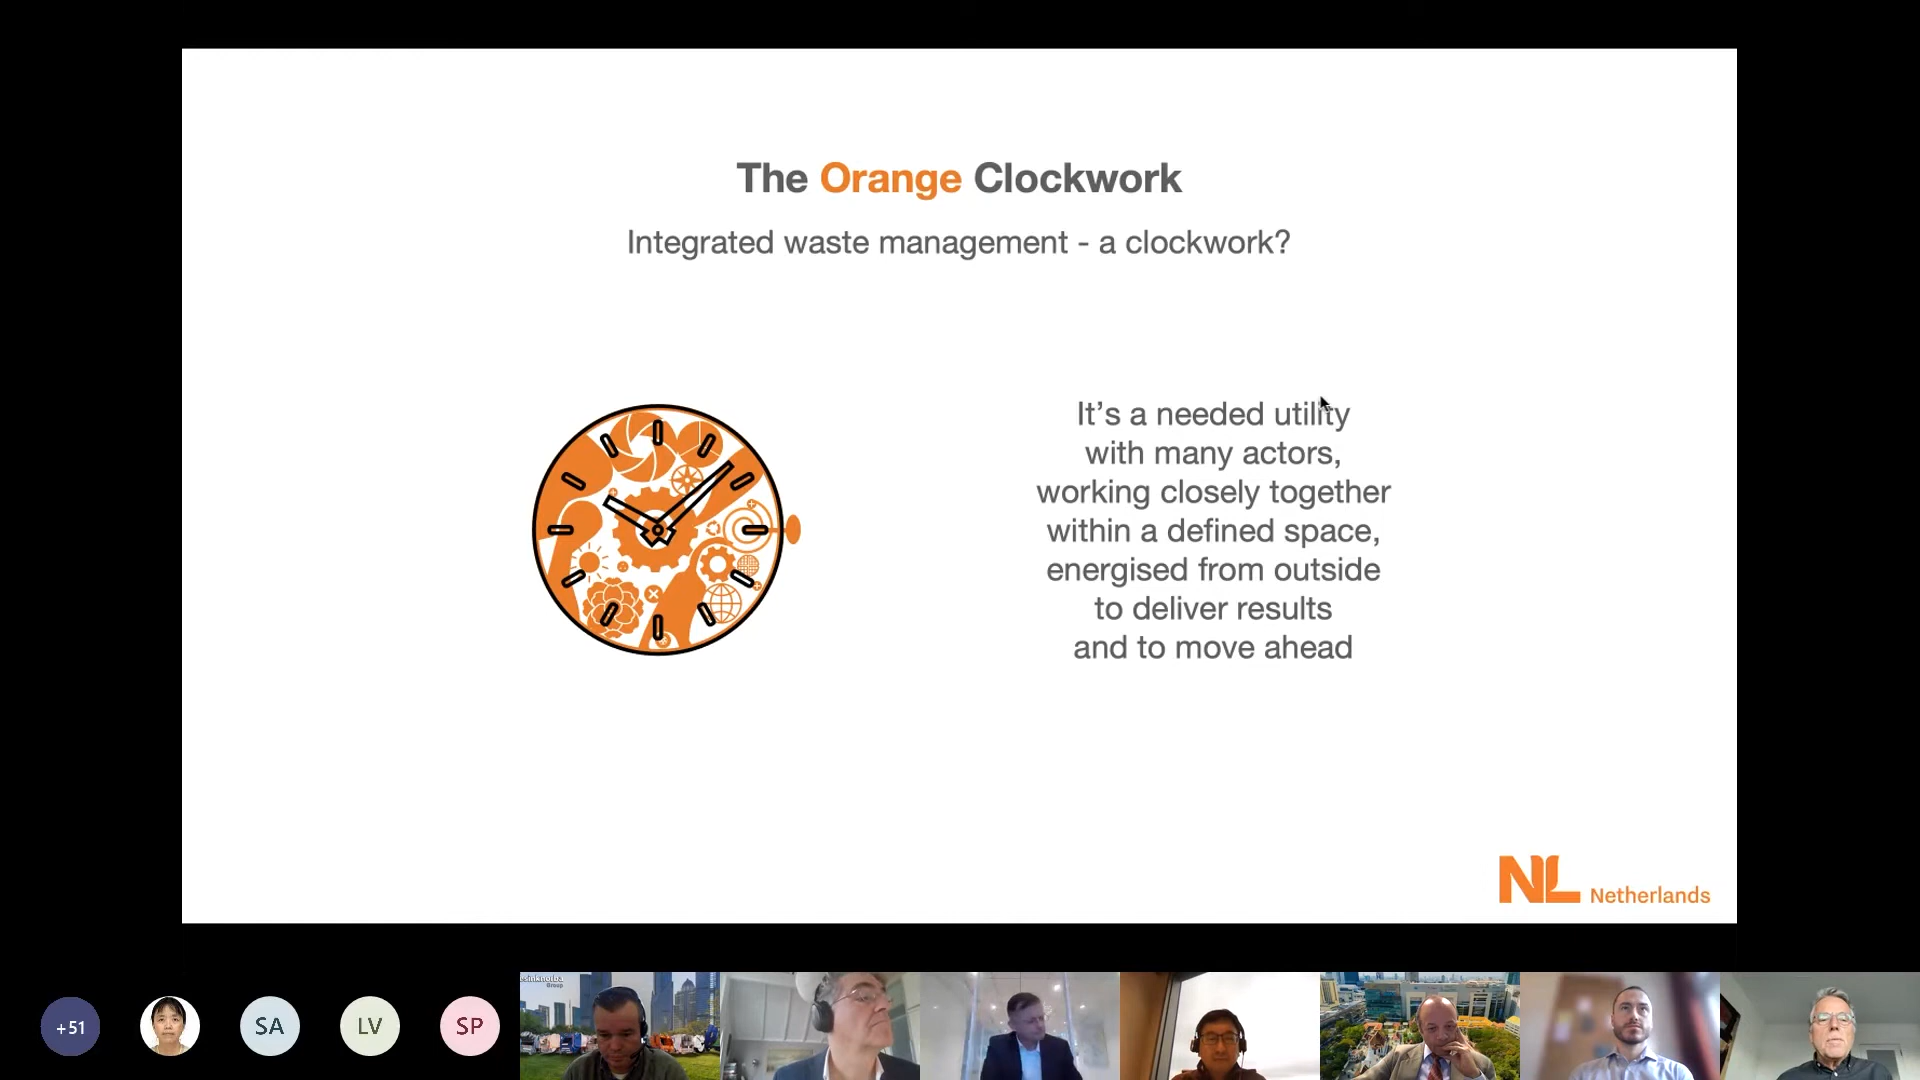 The Orange Clockwork
Integrated waste management - a clockwork?
It’s a needed utility
with many actors,
working closely together
within a defined space,
energised from outside
to deliver results
and to move ahead
NL Netherlands
+51
SA
LV
SP
Group